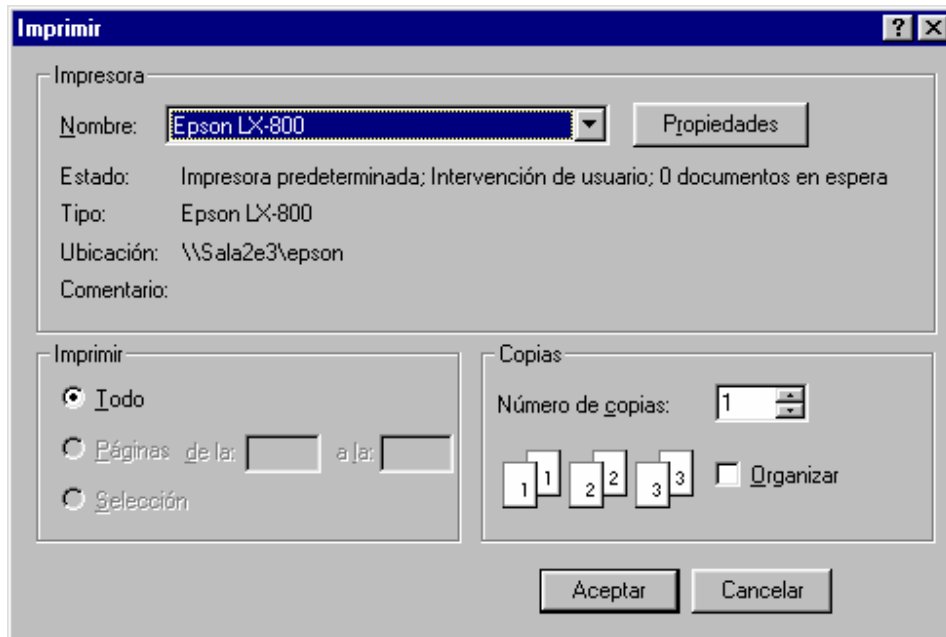 Imprimir
Impresora
Nombre: Epson LX-800 Propiedades
Estado: Impresora predeterminada; Intervención de usuario; 0 documentos en espera
Tipo: Epson LX-800
Ubicación: \\Sala2e3\epson
Comentario:
Imprimir
Todo
Páginas de la: a la:
Selección
Copias
Número de copias: 1
1 1 2 2 3 3 Organizar
Aceptar Cancelar